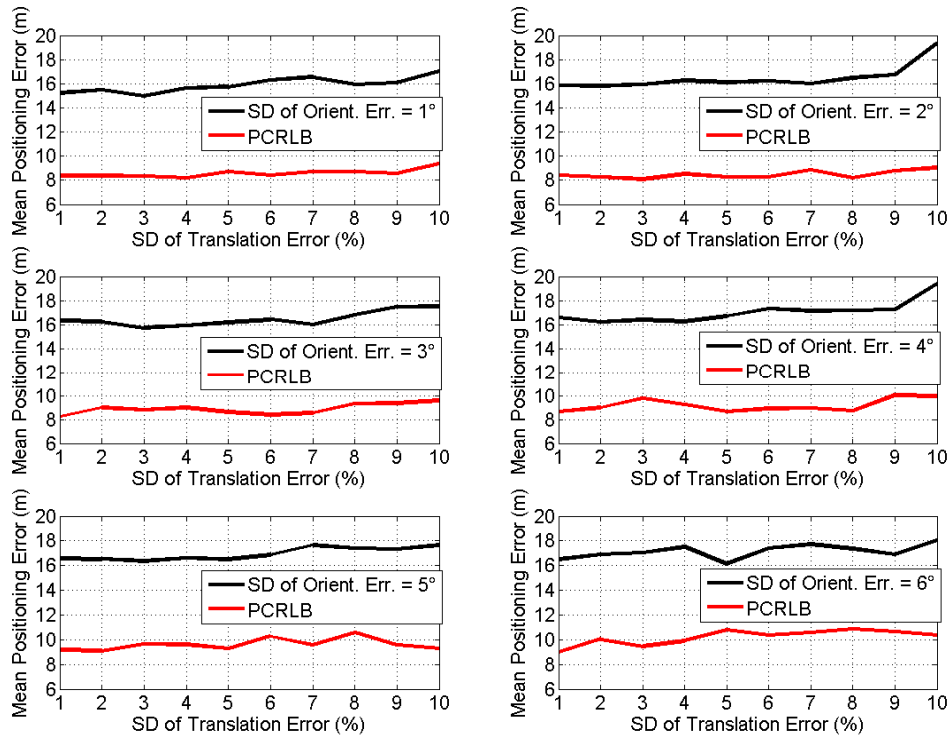 Mean Positioning Error (m)
20
18
16
14
12
10
8
6
SD of Orient. Err. = 1°
PCRLB
1 2 3 4 5 6 7 8 9 10
SD of Translation Error (%)
Mean Positioning Error (m)
20
18
16
14
12
10
8
6
SD of Orient. Err. = 2°
PCRLB
1 2 3 4 5 6 7 8 9 10
SD of Translation Error (%)
Mean Positioning Error (m)
20
18
16
14
12
10
8
6
SD of Orient. Err. = 3°
PCRLB
1 2 3 4 5 6 7 8 9 10
SD of Translation Error (%)
Mean Positioning Error (m)
20
18
16
14
12
10
8
6
SD of Orient. Err. = 4°
PCRLB
1 2 3 4 5 6 7 8 9 10
SD of Translation Error (%)
Mean Positioning Error (m)
20
18
16
14
12
10
8
6
SD of Orient. Err. = 5°
PCRLB
1 2 3 4 5 6 7 8 9 10
SD of Translation Error (%)
Mean Positioning Error (m)
20
18
16
14
12
10
8
6
SD of Orient. Err. = 6°
PCRLB
1 2 3 4 5 6 7 8 9 10
SD of Translation Error (%)